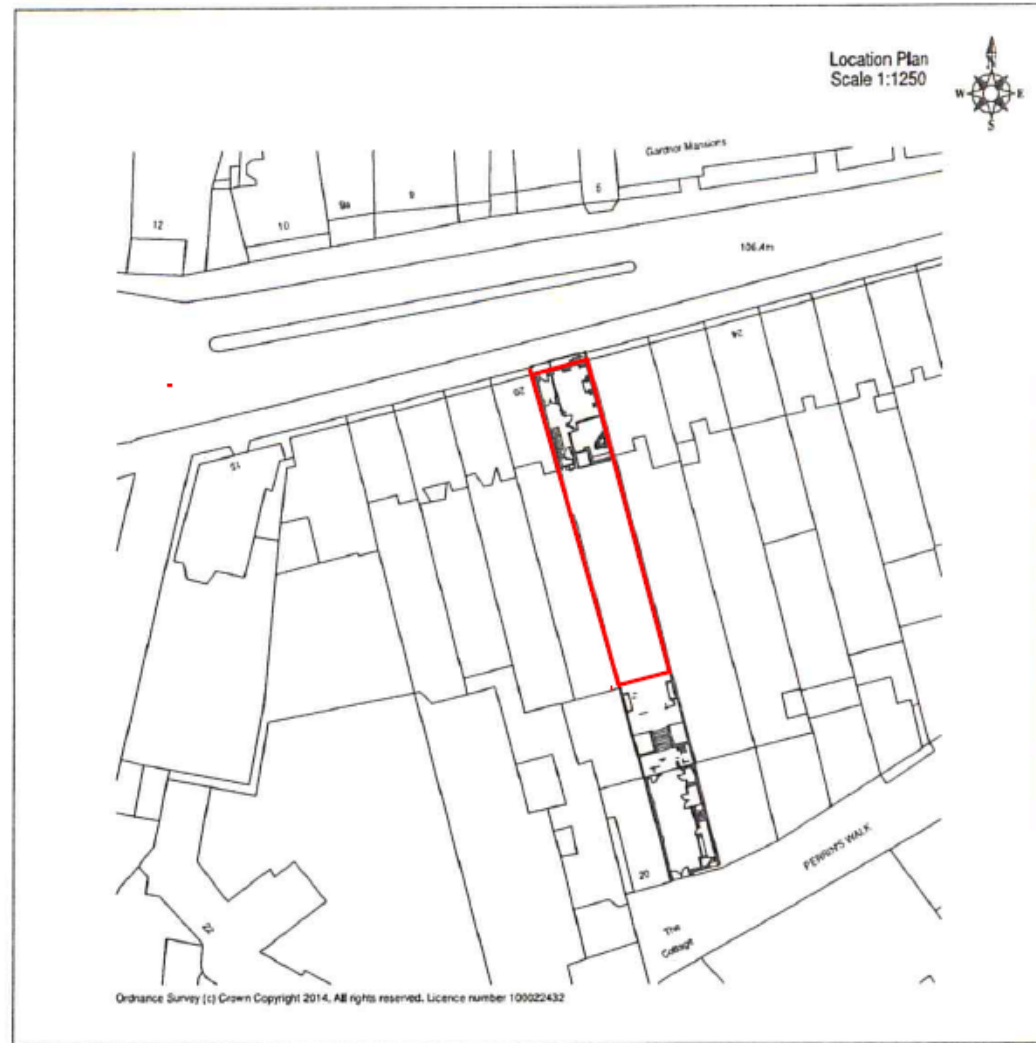 Location Plan
Scale 1:1250
N
W E
S
Gardnor Mansions
12
10
9a
9
5
106.4m
24
20
15
PERRIN'S WALK
20
The
Cottage
22
Ordnance Survey (c) Crown Copyright 2014. All rights reserved. Licence number 100022432